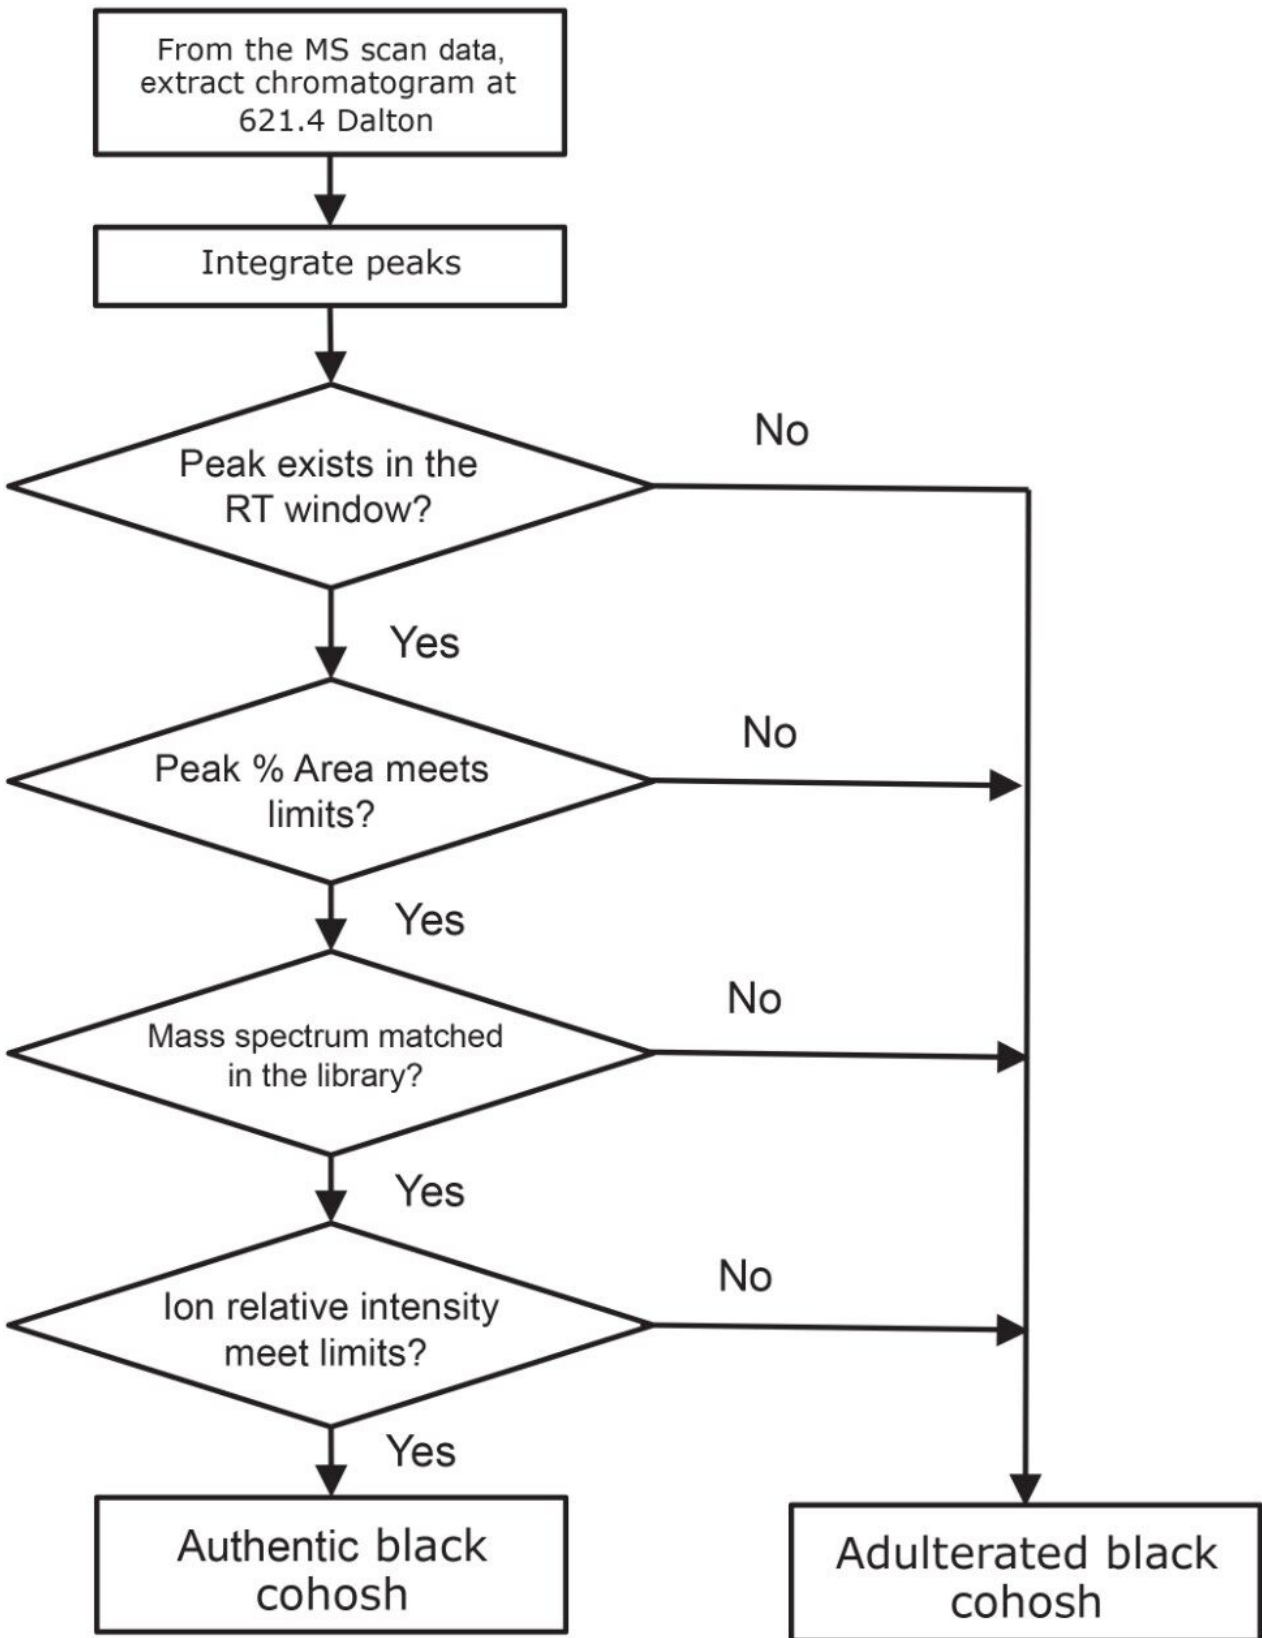 From the MS scan data,
extract chromatogram at
621.4 Dalton
Integrate peaks
No
Peak exists in the
RT window?
Yes
No
Peak % Area meets
limits?
Yes
No
Mass spectrum matched
in the library?
Yes
No
Ion relative intensity
meet limits?
Yes
Authentic black
cohosh
Adulterated black
cohosh